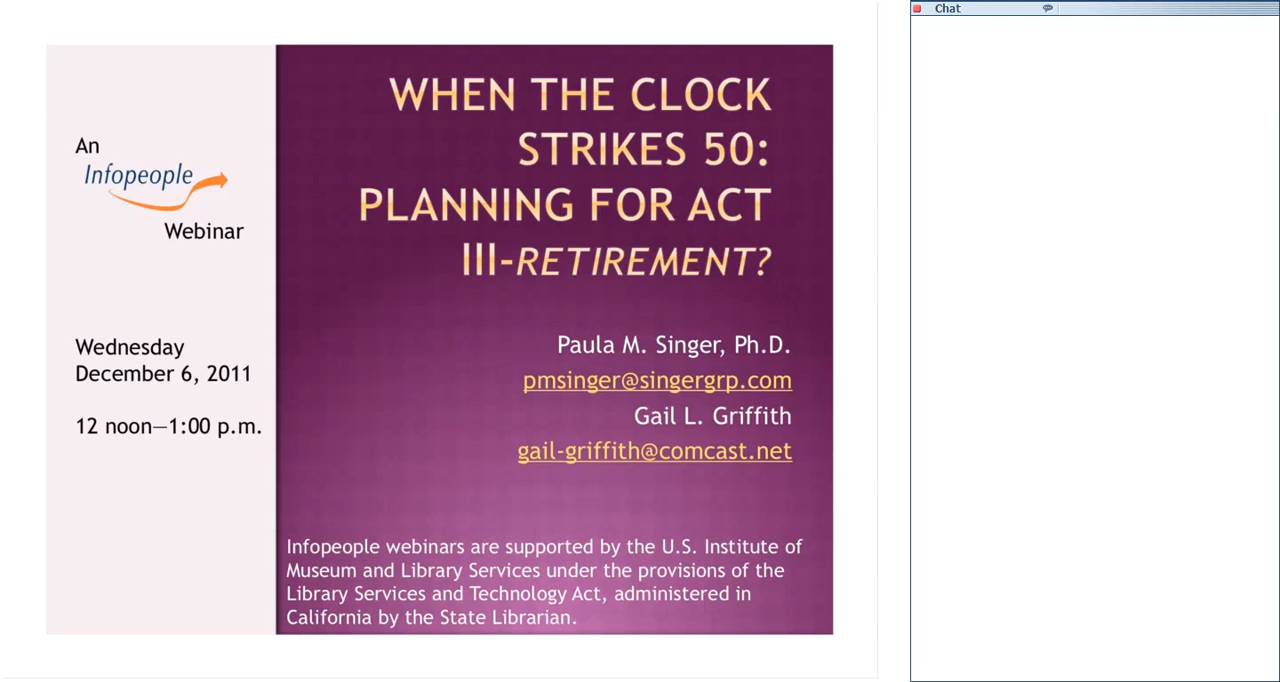 An
Infopeople
Webinar
Wednesday
December 6, 2011
12 noon—1:00 p.m.
WHEN THE CLOCK
STRIKES 50:
PLANNING FOR ACT
III-RETIREMENT?
Paula M. Singer, Ph.D.
pmsinger@singergrp.com
Gail L. Griffith
gail-griffith@comcast.net
Infopeople webinars are supported by the U.S. Institute of
Museum and Library Services under the provisions of the
Library Services and Technology Act, administered in
California by the State Librarian.
Chat